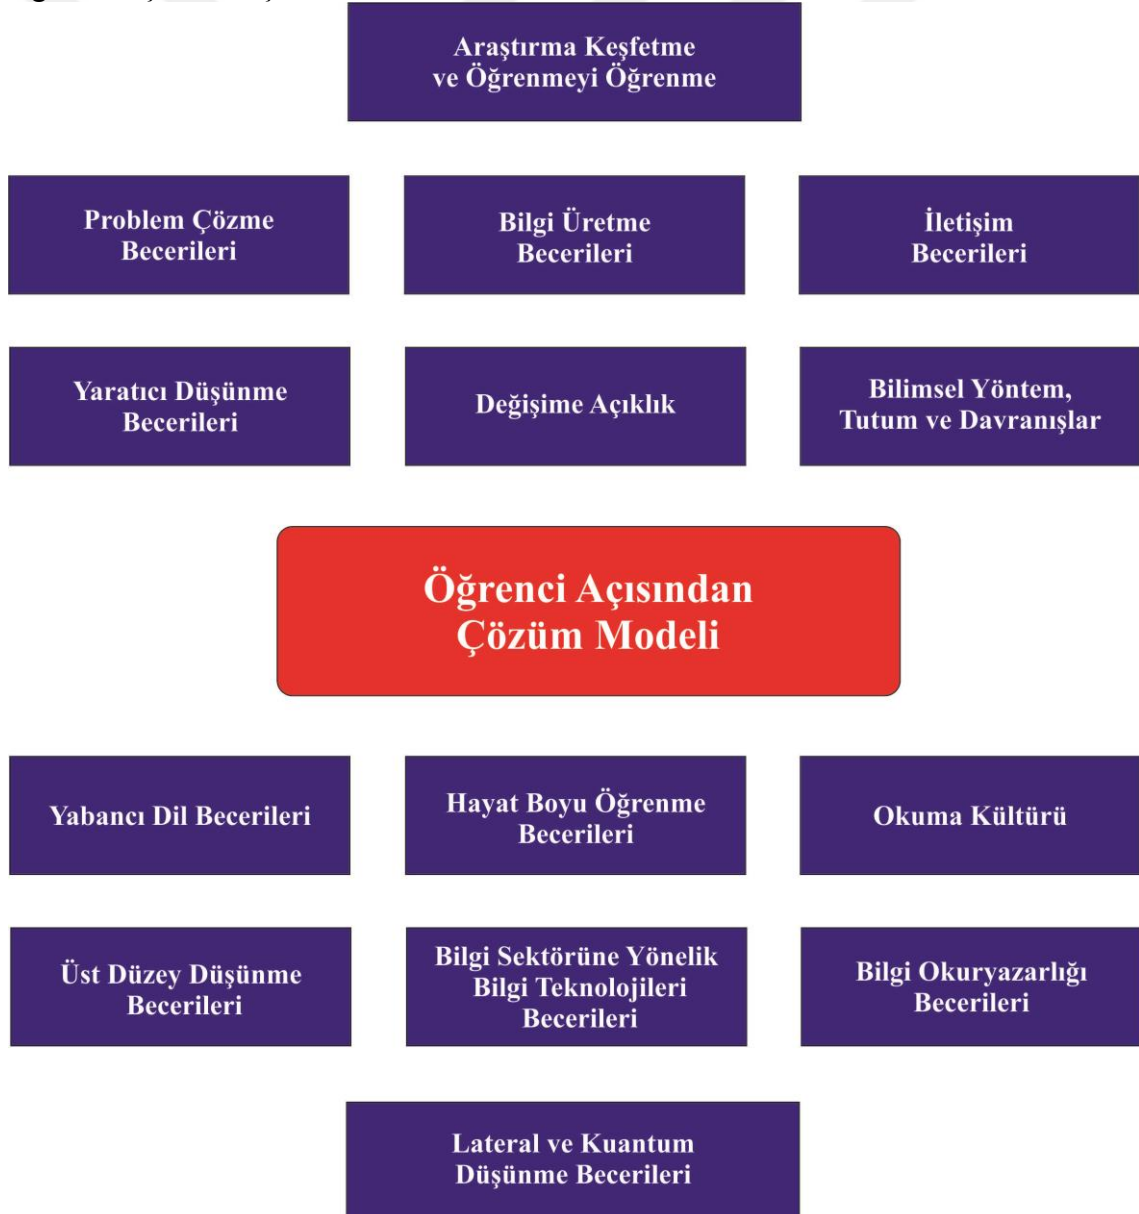 Araştırma Keşfetme
ve Öğrenmeyi Öğrenme
Problem Çözme
Becerileri
Bilgi Üretme
Becerileri
İletişim
Becerileri
Yaratıcı Düşünme
Becerileri
Değişime Açıklık
Bilimsel Yöntem,
Tutum ve Davranışlar
Öğrenci Açısından
Çözüm Modeli
Yabancı Dil Becerileri
Hayat Boyu Öğrenme
Becerileri
Okuma Kültürü
Üst Düzey Düşünme
Becerileri
Bilgi Sektörüne Yönelik
Bilgi Teknolojileri
Becerileri
Bilgi Okuryazarlığı
Becerileri
Lateral ve Kuantum
Düşünme Becerileri